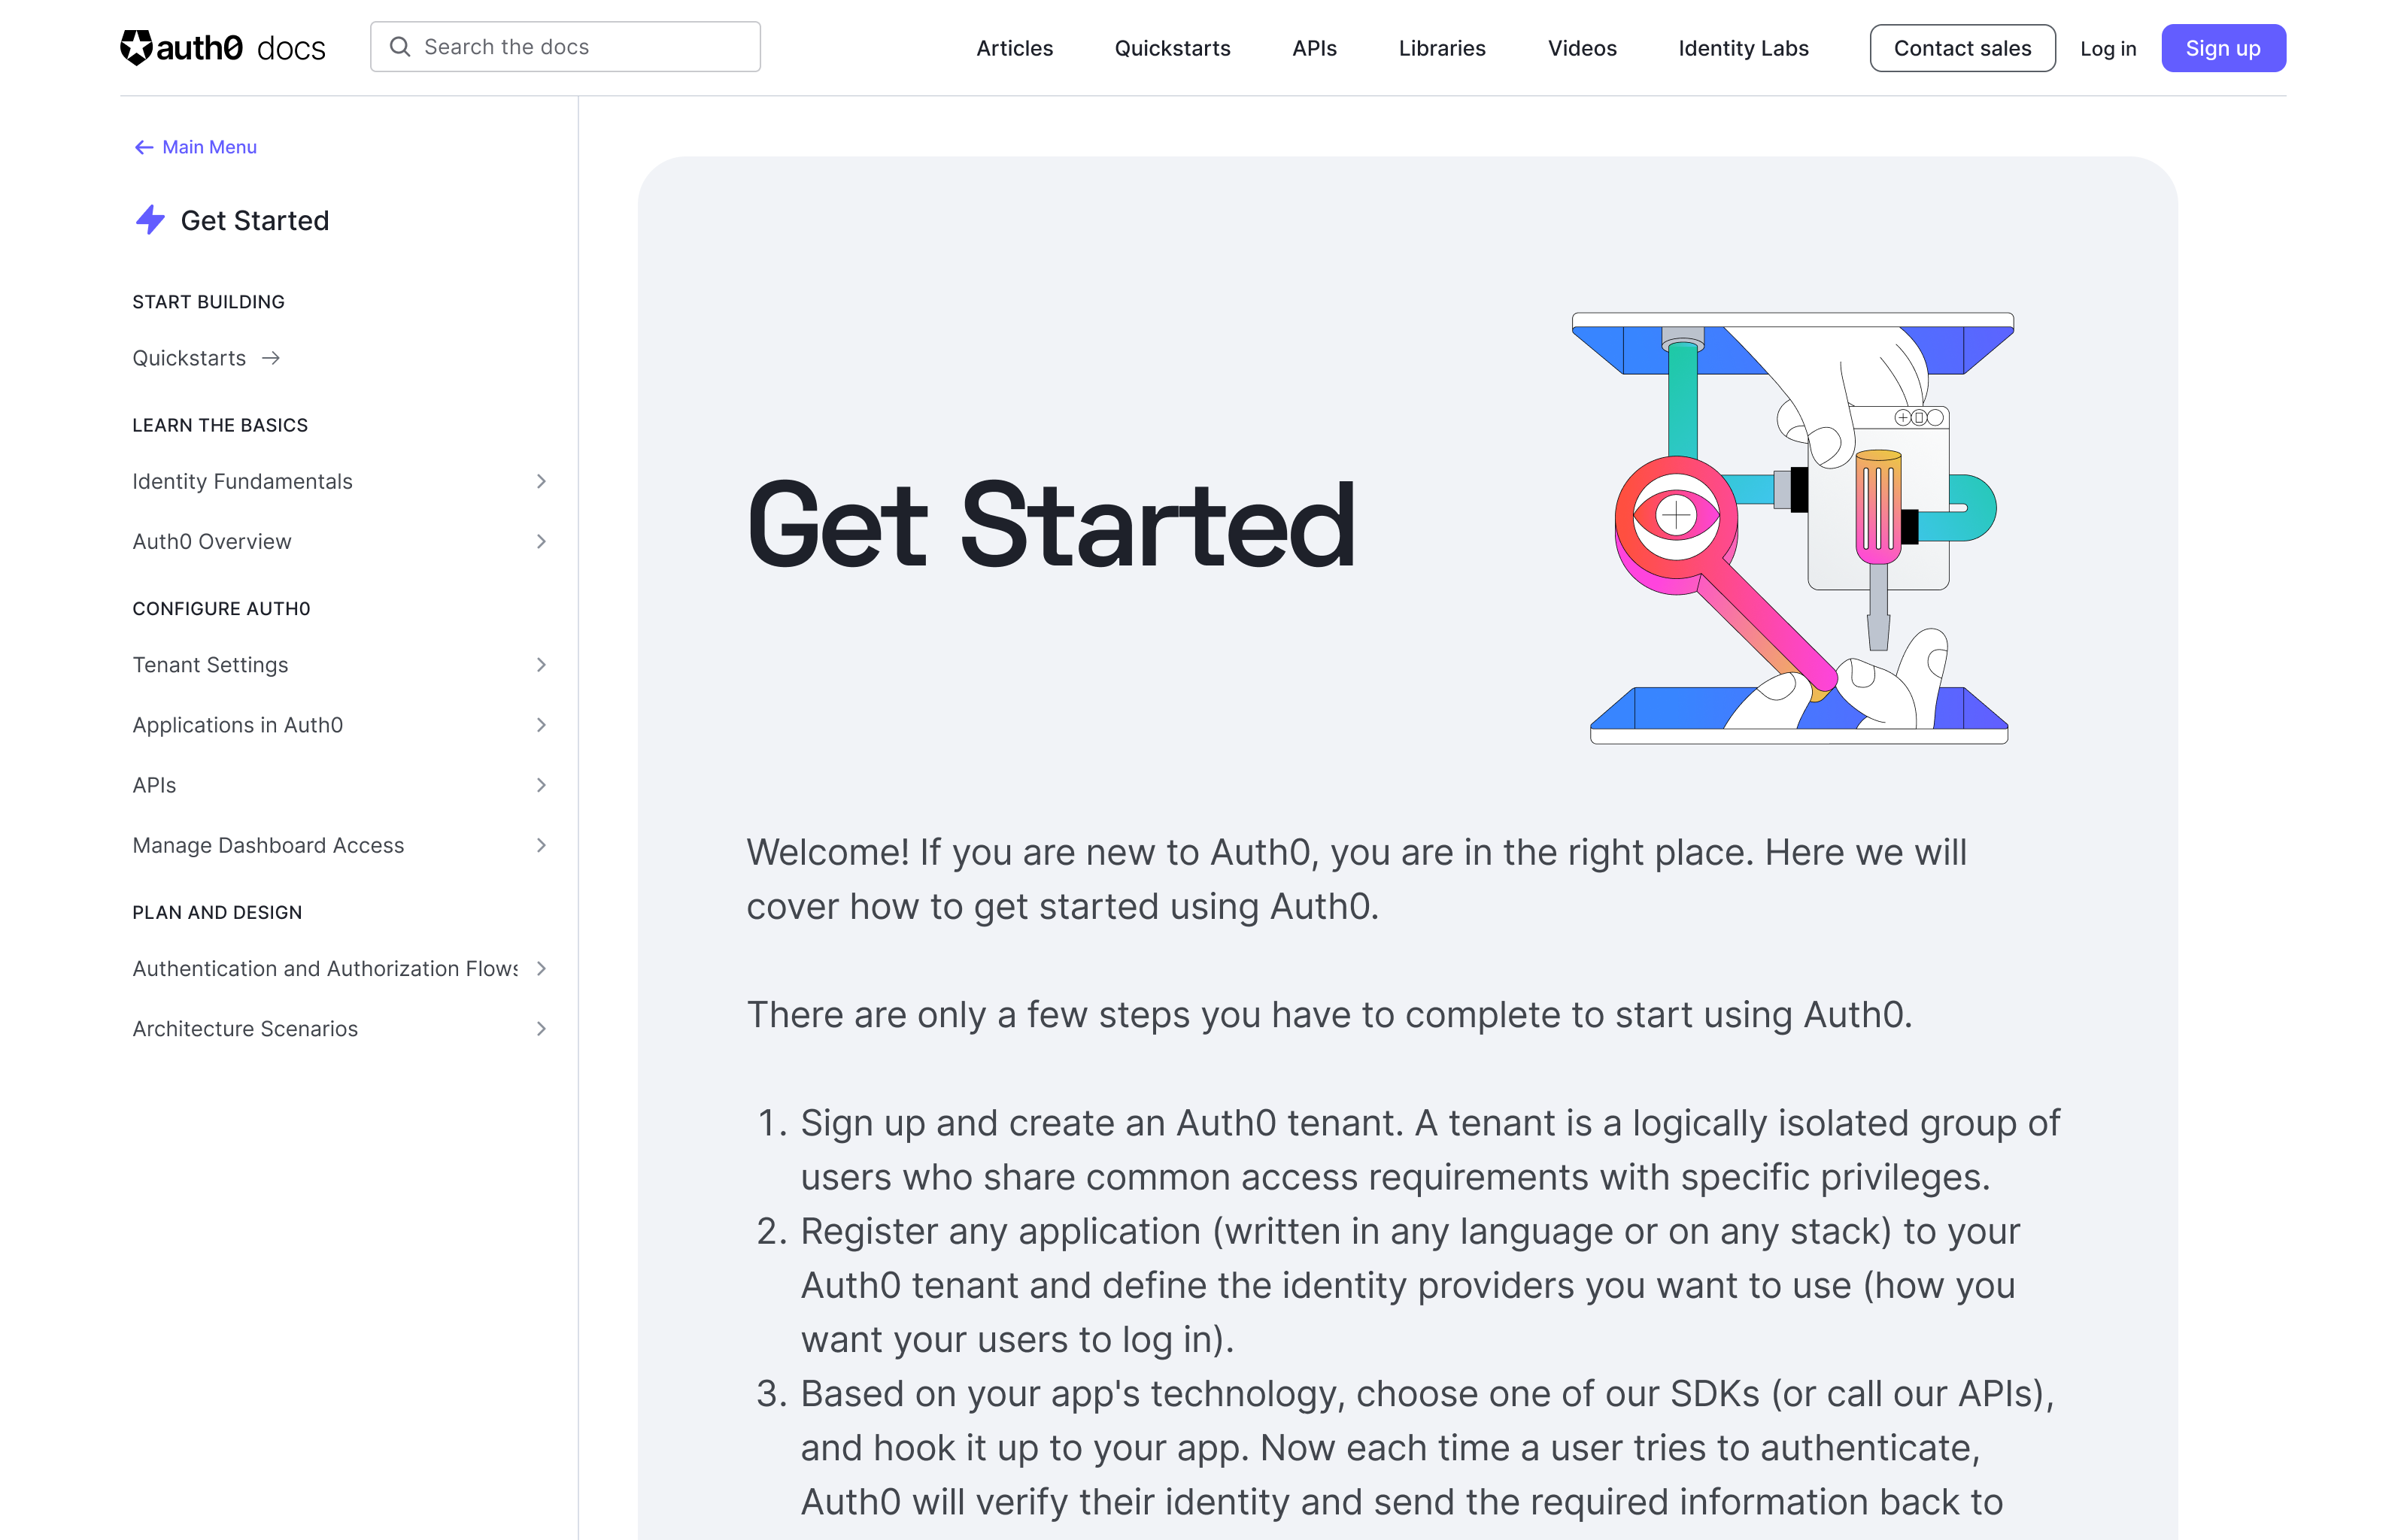 auth0 docs
Search the docs
Articles
Quickstarts
APIs
Libraries
Videos
Identity Labs
Contact sales
Log in
Sign up
Main Menu
Get Started
START BUILDING
Quickstarts
LEARN THE BASICS
Identity Fundamentals
Auth0 Overview
CONFIGURE AUTH0
Tenant Settings
Applications in Auth0
APIs
Manage Dashboard Access
PLAN AND DESIGN
Authentication and Authorization Flows
Architecture Scenarios
Get Started
Welcome! If you are new to Auth0, you are in the right place. Here we will
cover how to get started using Auth0.
There are only a few steps you have to complete to start using Auth0.
1. Sign up and create an Auth0 tenant. A tenant is a logically isolated group of
users who share common access requirements with specific privileges.
2. Register any application (written in any language or on any stack) to your
Auth0 tenant and define the identity providers you want to use (how you
want your users to log in).
3. Based on your app's technology, choose one of our SDKs (or call our APIs),
and hook it up to your app. Now each time a user tries to authenticate,
Auth0 will verify their identity and send the required information back to